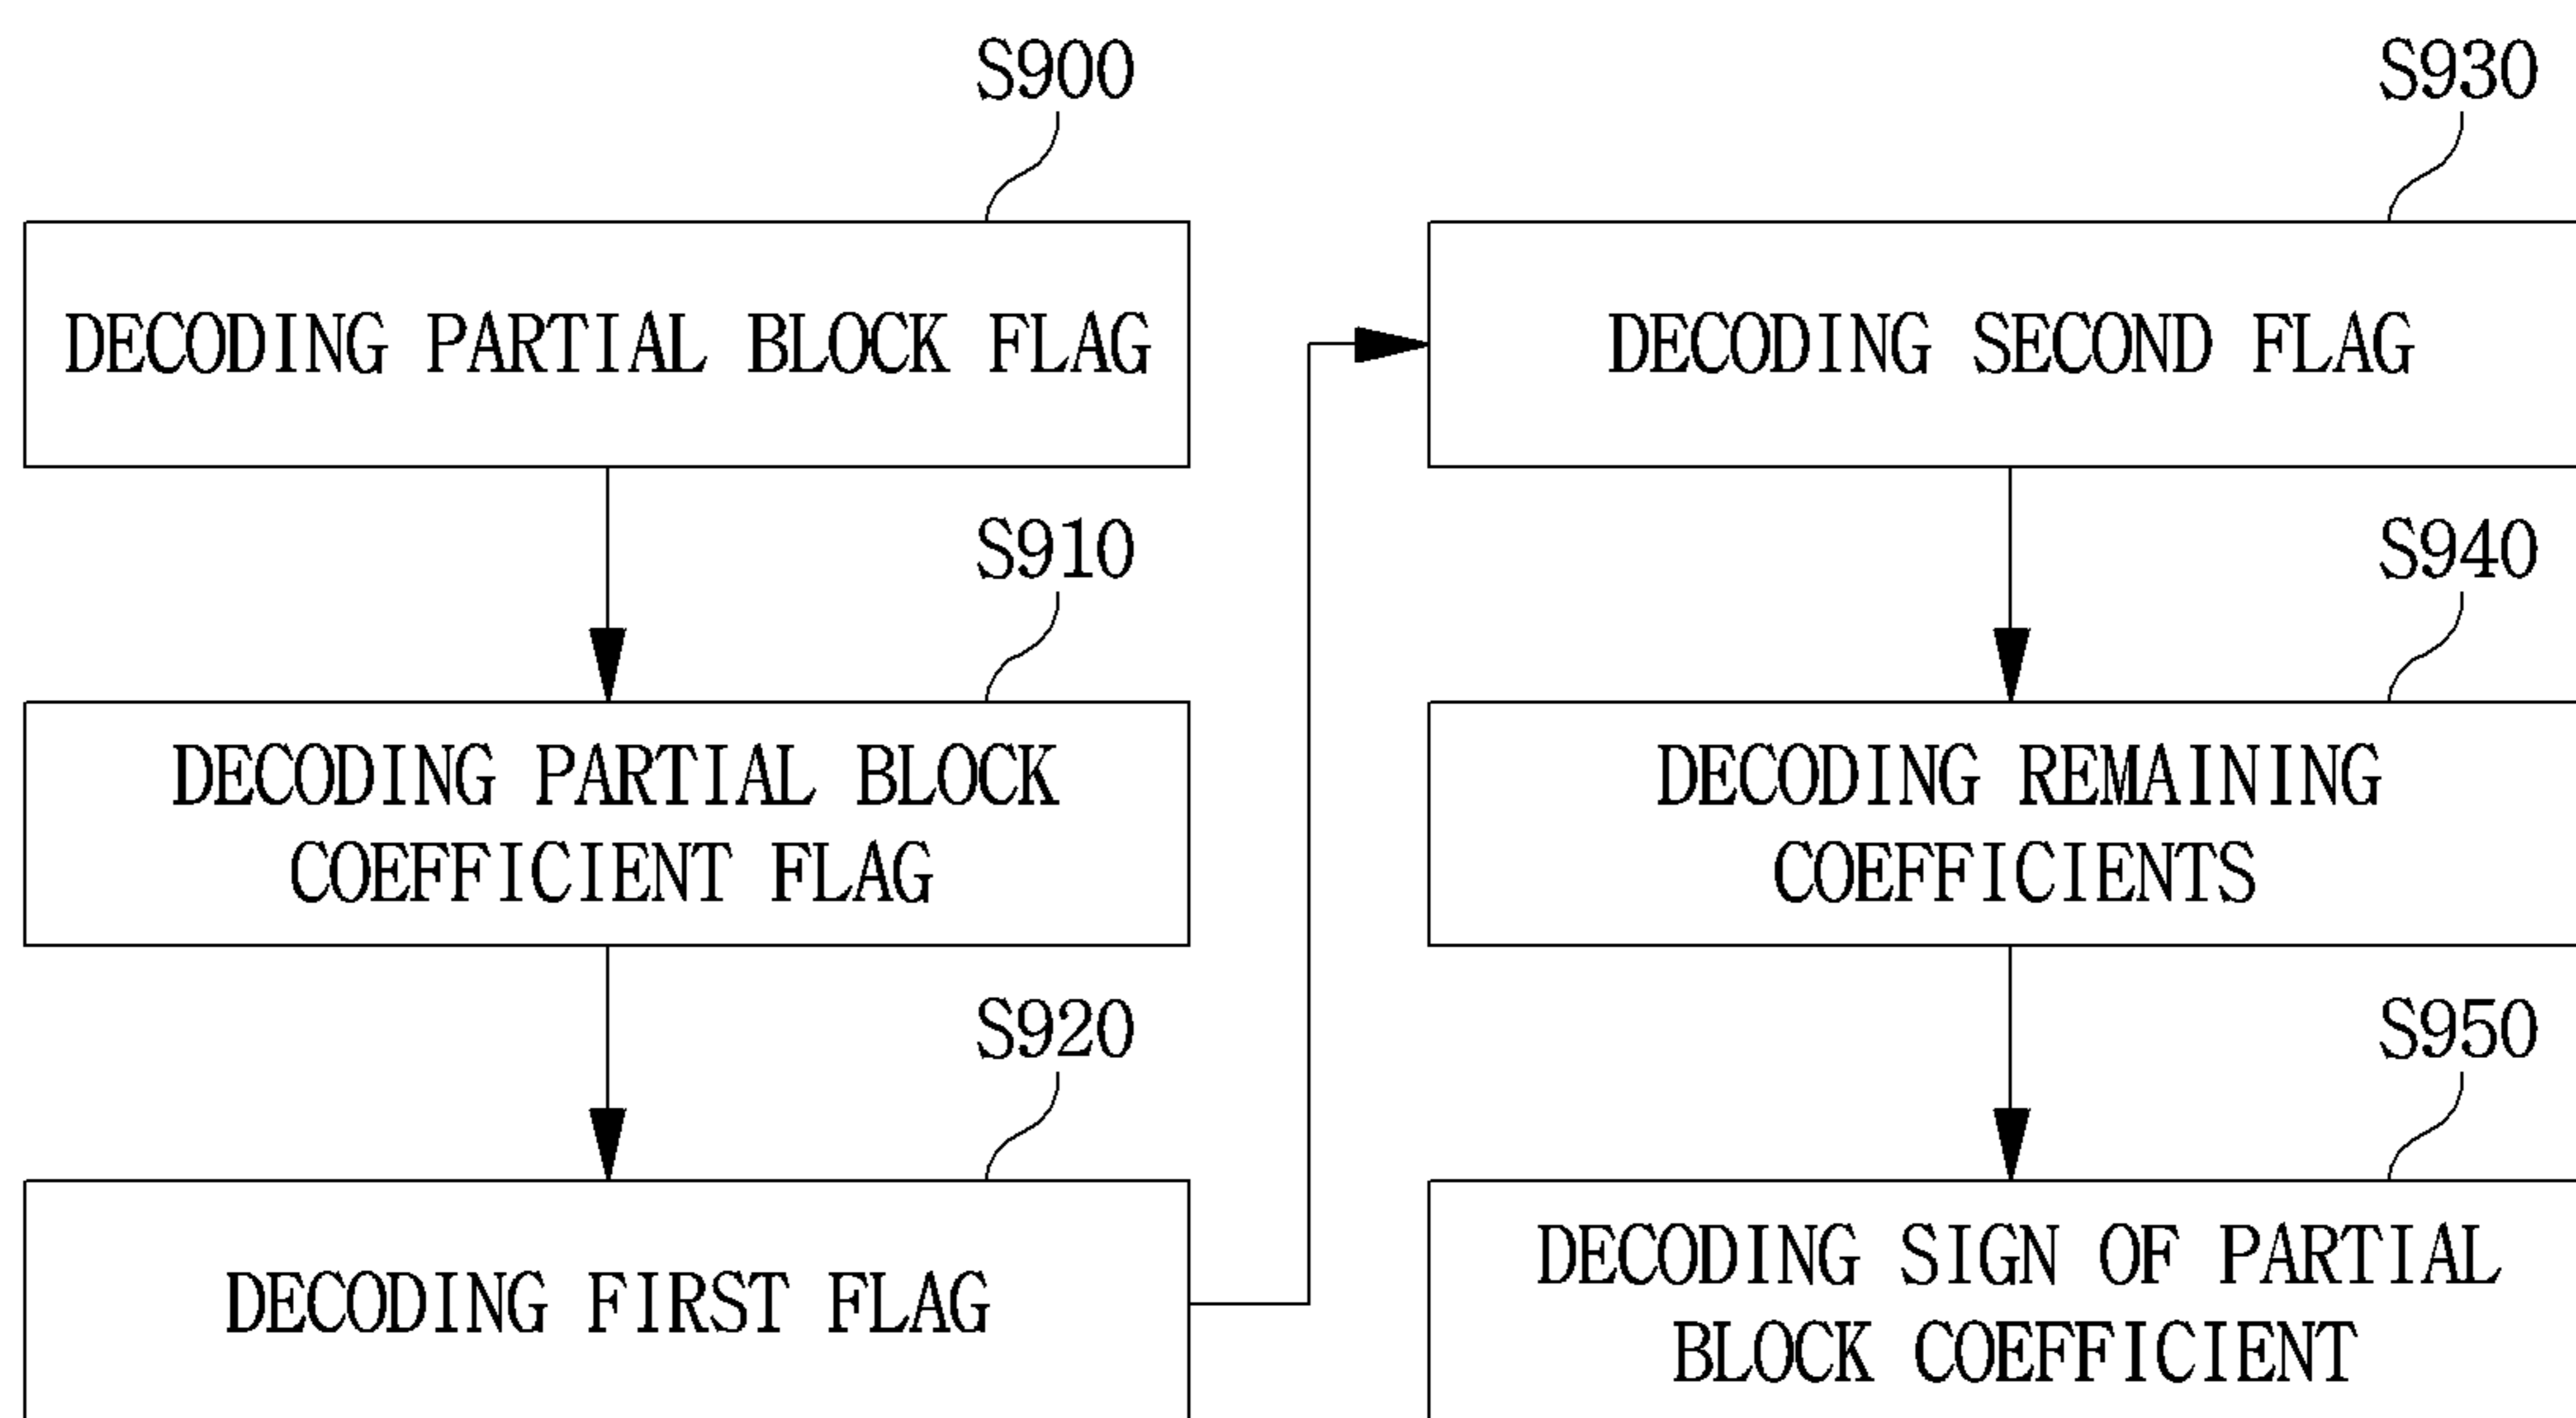 S900
DECODING PARTIAL BLOCK FLAG
S910
DECODING PARTIAL BLOCK
COEFFICIENT FLAG
S920
DECODING FIRST FLAG
S930
DECODING SECOND FLAG
S940
DECODING REMAINING
COEFFICIENTS
S950
DECODING SIGN OF PARTIAL
BLOCK COEFFICIENT